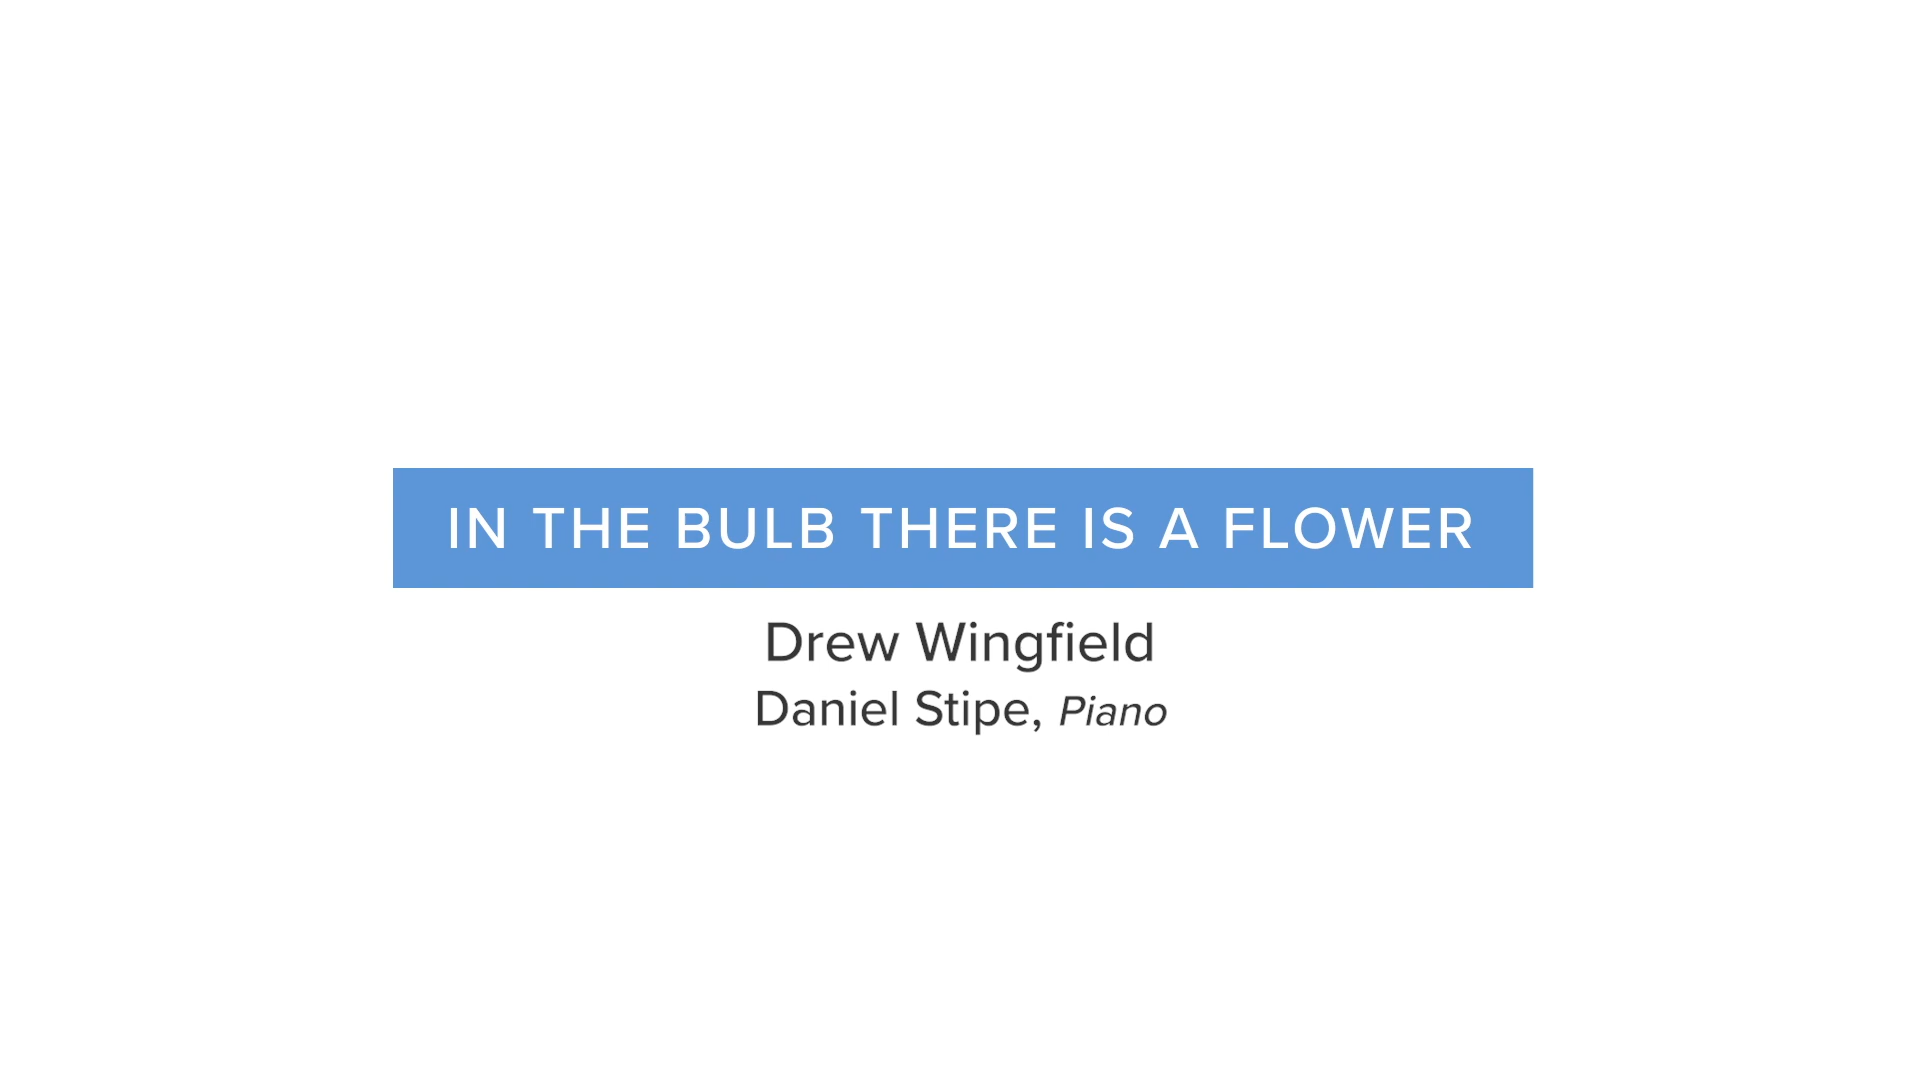 IN THE BULB THERE IS A FLOWER
Drew Wingfield
Daniel Stipe, Piano